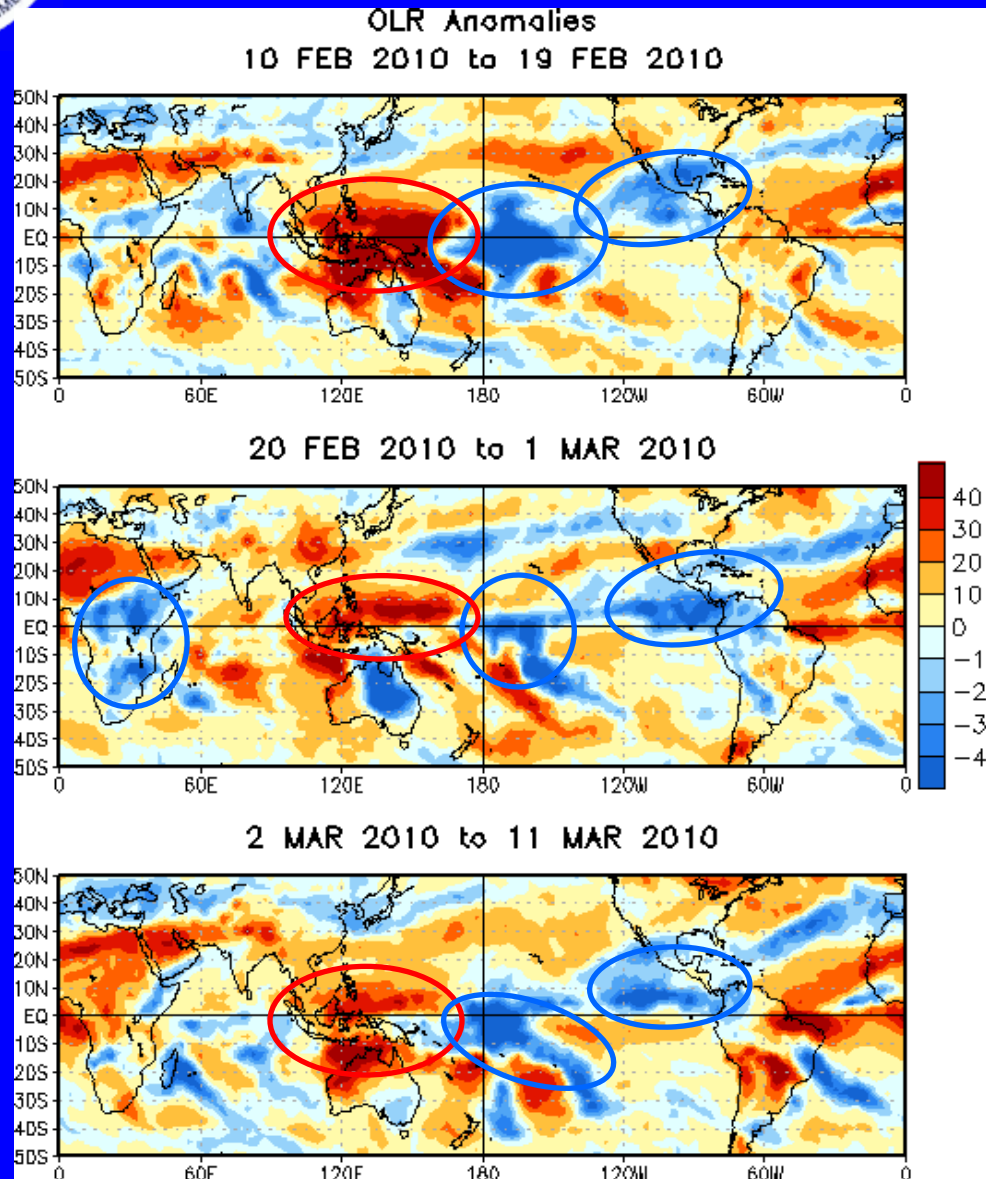 OLR Anomalies
10 FEB 2010 to 19 FEB 2010
50N
40N
30N
20N
10N
EQ
10S
20S
30S
40S
50S
0 60E 120E 180 120W 60W 0
20 FEB 2010 to 1 MAR 2010
50N
40N
30N
20N
10N
EQ
10S
20S
30S
40S
50S
0 60E 120E 180 120W 60W 0
40
30
20
10
0
-1
-2
-3
-4
2 MAR 2010 to 11 MAR 2010
50N
40N
30N
20N
10N
EQ
10S
20S
30S
40S
50S
0 60E 120E 180 120W 60W 0